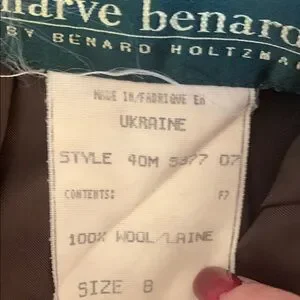 marve benard
BY BENARD HOLTZMAN
MADE IN/FABRIQUE EN
UKRAINE
STYLE 40M 5377 07
CONTENTS: F7
100% WOOL/LAINE
SIZE 8